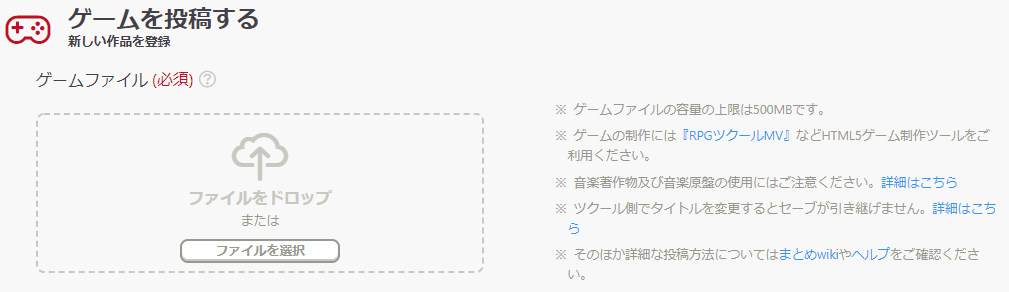 ゲームを投稿する
新しい作品を登録
ゲームファイル (必須) ?
ファイルをドロップ
または
ファイルを選択
※ ゲームファイルの容量の上限は500MBです。
※ ゲームの制作には『RPGツクールMV』などHTML5ゲーム制作ツールをご
利用ください。
※ 音楽著作物及び音楽原盤の使用にはご注意ください。詳細はこちら
※ ツクール側でタイトルを変更するとセーブが引き継げません。詳細はこち
ら
※ そのほか詳細な投稿方法についてはまとめwikiやヘルプをご確認くださ
い。